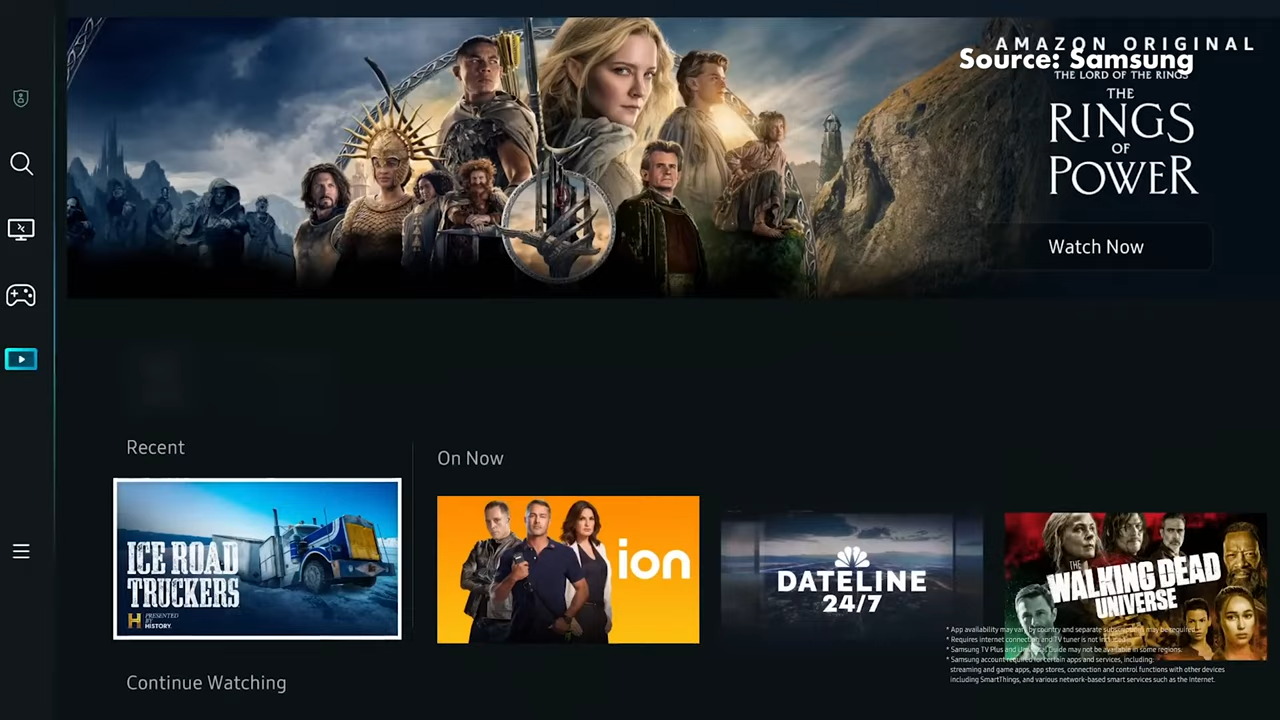 AMAZON ORIGINAL
Source: Samsung
THE LORD OF THE RINGS
THE
RINGS
OF
POWER
Watch Now
Recent
On Now
ICE ROAD
TRUCKERS
H PRESENTED
BY
HISTORY.
ion
DATELINE
24/7
THE
WALKING DEAD
UNIVERSE
* App availability may vary by country and separate subscriptions may be required.
* Requires internet connection and TV tuner is not included.
* Samsung TV Plus and Universal Guide may not be available in some regions.
* Samsung account required for certain apps and services, including:
streaming and game apps, app stores, connection and control functions with other devices
including SmartThings, and various network-based smart services such as the Internet.
Continue Watching